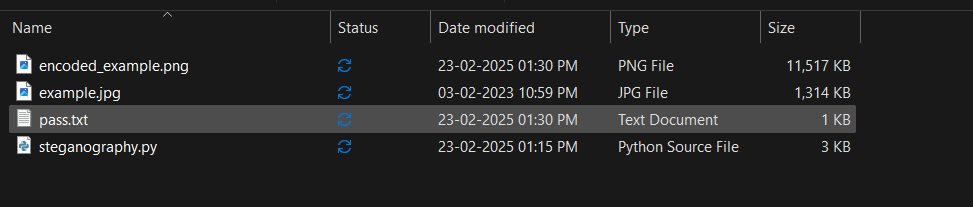 Name Status Date modified Type Size
encoded_example.png 23-02-2025 01:30 PM PNG File 11,517 KB
example.jpg 03-02-2023 10:59 PM JPG File 1,314 KB
pass.txt 23-02-2025 01:30 PM Text Document 1 KB
steganography.py 23-02-2025 01:15 PM Python Source File 3 KB